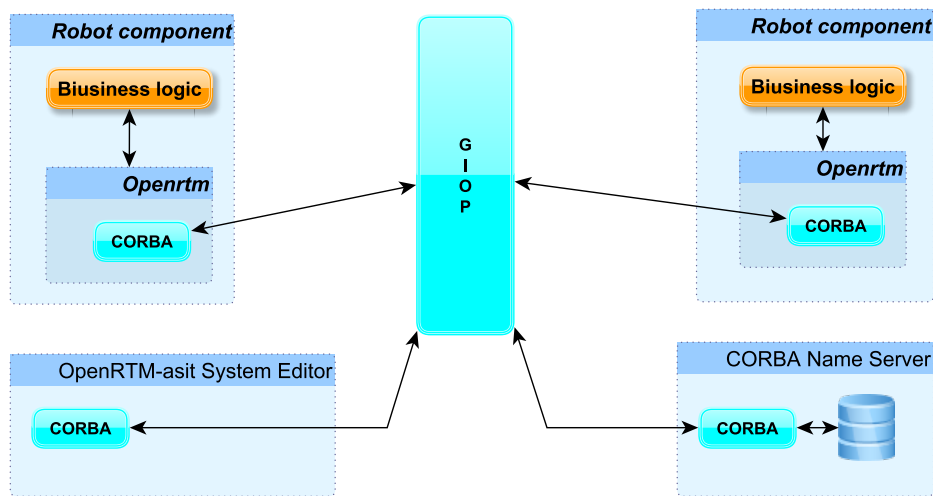 Robot component
Biusiness logic
Openrtm
CORBA
G
I
O
P
Robot component
Biusiness logic
Openrtm
CORBA
OpenRTM-asit System Editor
CORBA
CORBA Name Server
CORBA